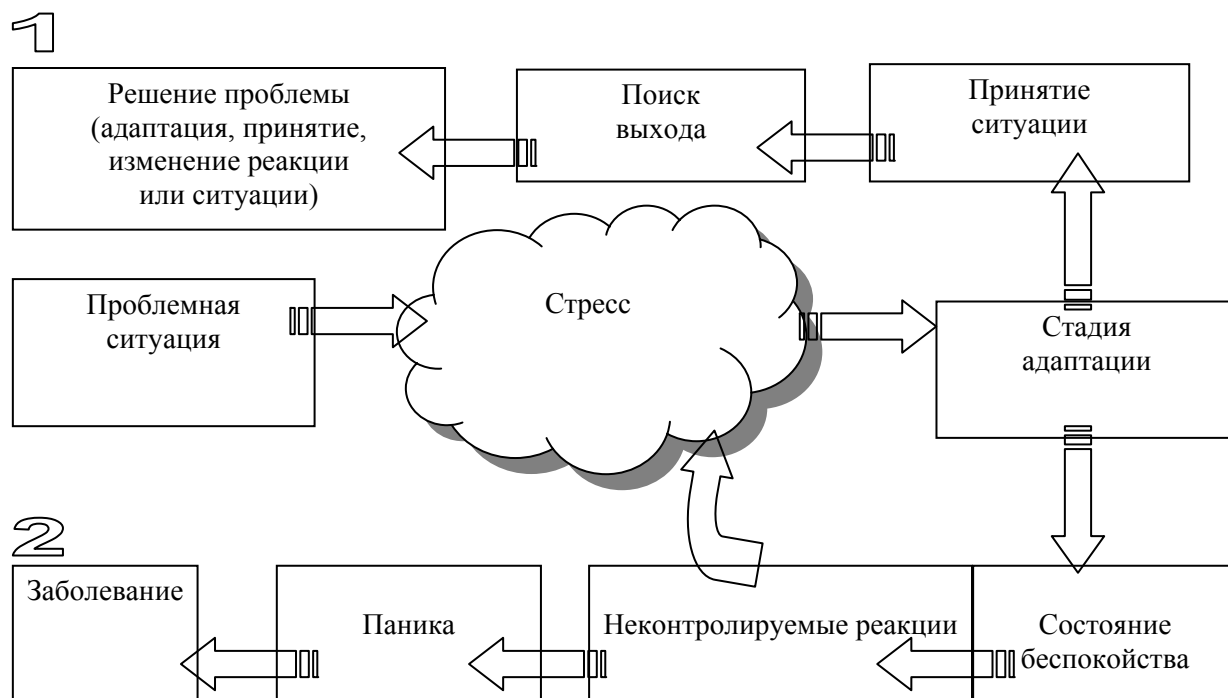 1
Решение проблемы
(адаптация, принятие,
изменение реакции
или ситуации)
Поиск
выхода
Принятие
ситуации
Проблемная
ситуация
Стресс
Стадия
адаптации
2
Заболевание
Паника
Неконтролируемые реакции
Состояние
беспокойства